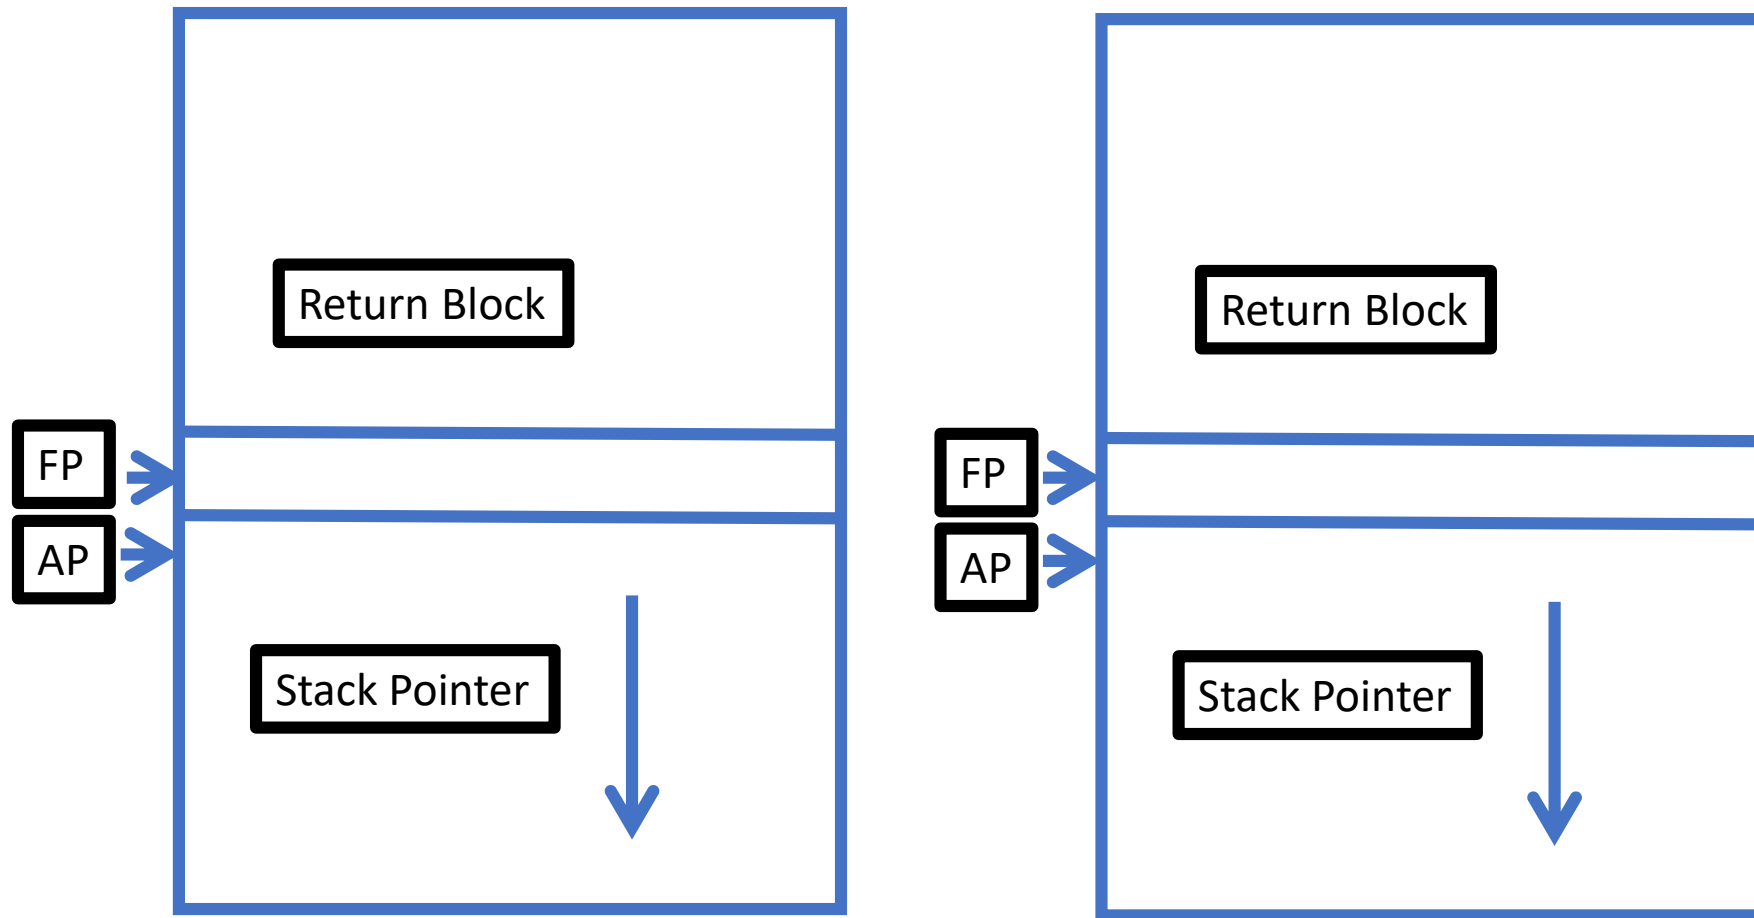 Return Block
FP
AP
Stack Pointer
Return Block
FP
AP
Stack Pointer